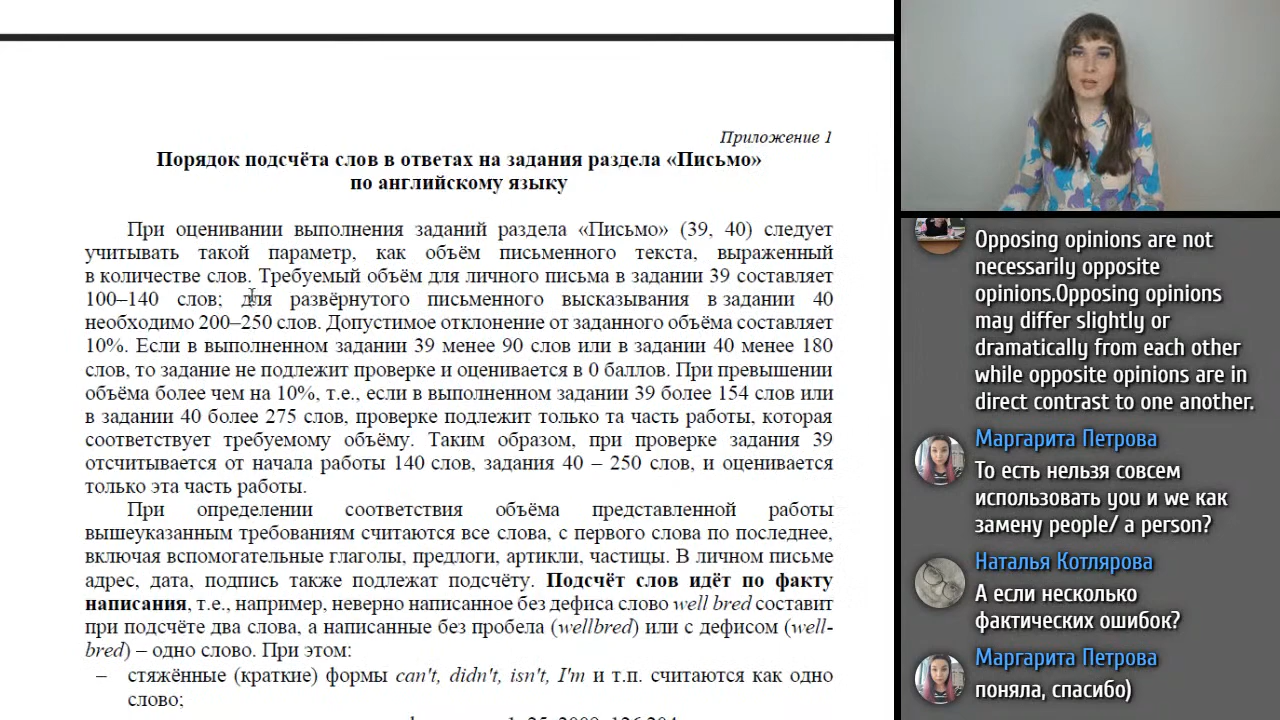 Приложение 1
Порядок подсчёта слов в ответах на задания раздела «Письмо»
по английскому языку
При оценивании выполнения заданий раздела «Письмо» (39, 40) следует
учитывать такой параметр, как объём письменного текста, выраженный
в количестве слов. Требуемый объём для личного письма в задании 39 составляет
100–140 слов; для развёрнутого письменного высказывания в задании 40
необходимо 200–250 слов. Допустимое отклонение от заданного объёма составляет
10%. Если в выполненном задании 39 менее 90 слов или в задании 40 менее 180
слов, то задание не подлежит проверке и оценивается в 0 баллов. При превышении
объёма более чем на 10%, т.е., если в выполненном задании 39 более 154 слов или
в задании 40 более 275 слов, проверке подлежит только та часть работы, которая
соответствует требуемому объёму. Таким образом, при проверке задания 39
отсчитывается от начала работы 140 слов, задания 40 – 250 слов, и оценивается
только эта часть работы.
При определении соответствия объёма представленной работы
вышеуказанным требованиям считаются все слова, с первого слова по последнее,
включая вспомогательные глаголы, предлоги, артикли, частицы. В личном письме
адрес, дата, подпись также подлежат подсчёту. Подсчёт слов идёт по факту
написания, т.е., например, неверно написанное без дефиса слово well bred составит
при подсчёте два слова, а написанные без пробела (wellbred) или с дефисом (well-
bred) – одно слово. При этом:
– стяжённые (краткие) формы can't, didn't, isn't, I'm и т.п. считаются как одно
слово;
Opposing opinions are not
necessarily opposite
opinions.Opposing opinions
may differ slightly or
dramatically from each other
while opposite opinions are in
direct contrast to one another.
Маргарита Петрова
То есть нельзя совсем
использовать you и we как
замену people/ a person?
Наталья Котлярова
А если несколько
фактических ошибок?
Маргарита Петрова
поняла, спасибо)